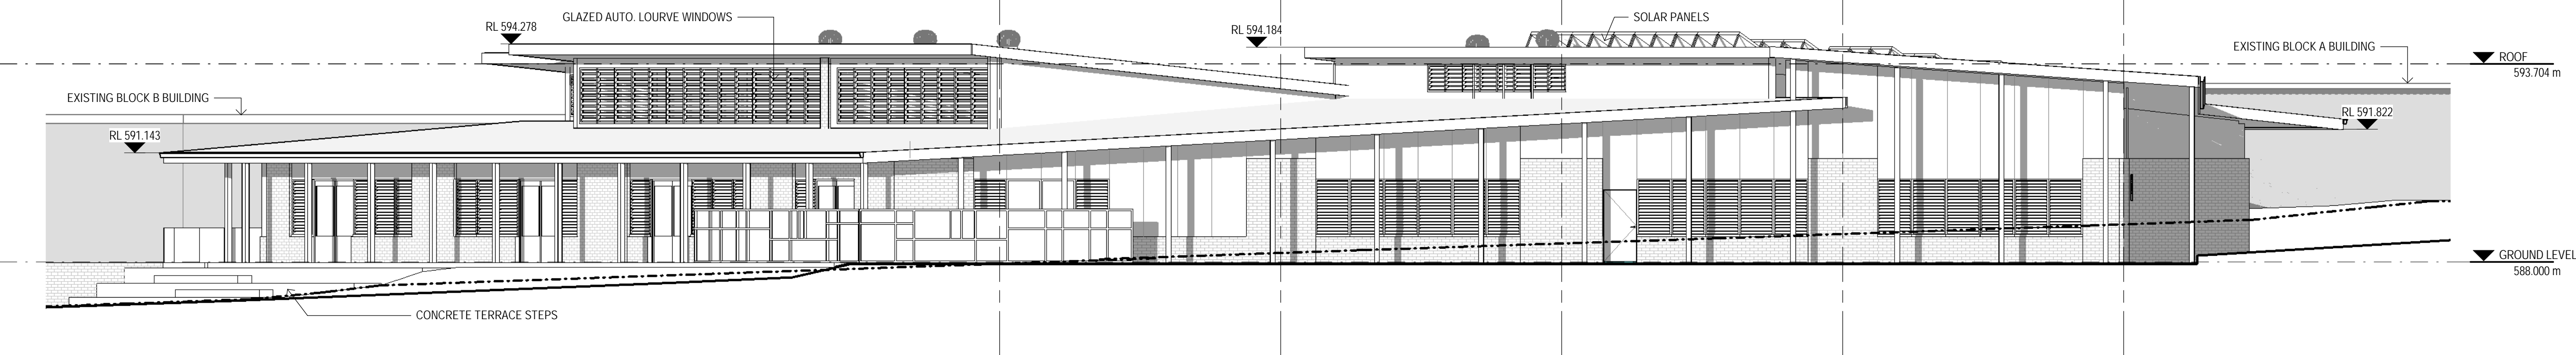 GLAZED AUTO. LOURVE WINDOWS
SOLAR PANELS
RL 594.278
RL 594.184
EXISTING BLOCK A BUILDING
ROOF
593.704 m
EXISTING BLOCK B BUILDING
RL 591.822
RL 591.143
GROUND LEVEL
588.000 m
CONCRETE TERRACE STEPS